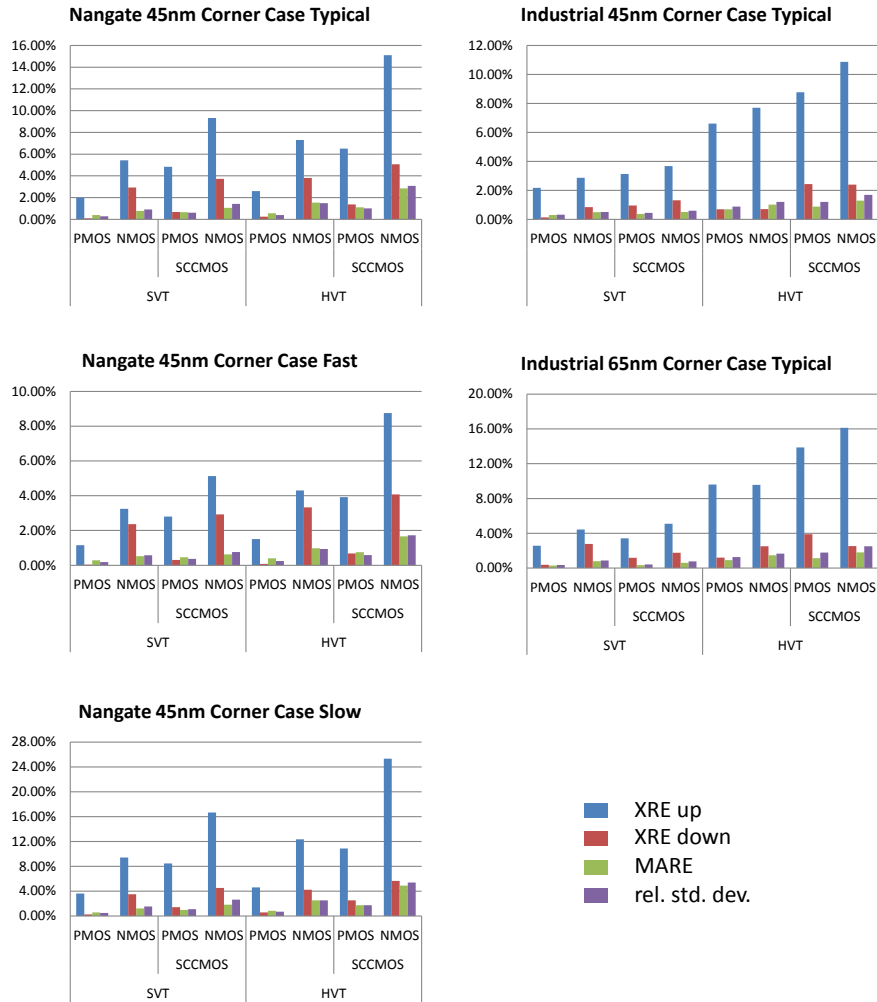 Nangate 45nm Corner Case Typical
16.00%
14.00%
12.00%
10.00%
8.00%
6.00%
4.00%
2.00%
0.00%
PMOS NMOS PMOS NMOS PMOS NMOS PMOS NMOS
SCCMOS SCCMOS
SVT HVT
Industrial 45nm Corner Case Typical
12.00%
10.00%
8.00%
6.00%
4.00%
2.00%
0.00%
PMOS NMOS PMOS NMOS PMOS NMOS PMOS NMOS
SCCMOS SCCMOS
SVT HVT
Nangate 45nm Corner Case Fast
10.00%
8.00%
6.00%
4.00%
2.00%
0.00%
PMOS NMOS PMOS NMOS PMOS NMOS PMOS NMOS
SCCMOS SCCMOS
SVT HVT
Industrial 65nm Corner Case Typical
20.00%
16.00%
12.00%
8.00%
4.00%
0.00%
PMOS NMOS PMOS NMOS PMOS NMOS PMOS NMOS
SCCMOS SCCMOS
SVT HVT
Nangate 45nm Corner Case Slow
28.00%
24.00%
20.00%
16.00%
12.00%
8.00%
4.00%
0.00%
PMOS NMOS PMOS NMOS PMOS NMOS PMOS NMOS
SCCMOS SCCMOS
SVT HVT
XRE up
XRE down
MARE
rel. std. dev.